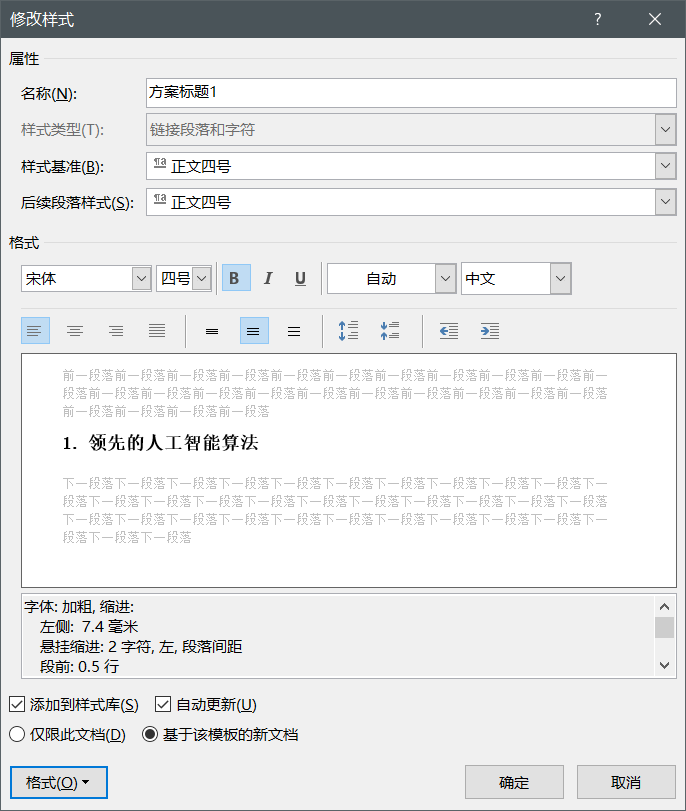 修改样式
?
属性
名称(N):
方案标题1
样式类型(T):
链接段落和字符
样式基准(B):
正文四号
后续段落样式(S):
正文四号
格式
宋体
四号
B
I
U
自动
中文
前一段落前一段落前一段落前一段落前一段落前一段落前一段落前一段落前一段落前一段落前一
段落前一段落前一段落前一段落前一段落前一段落前一段落前一段落前一段落前一段落前一段落
前一段落前一段落前一段落前一段落
1. 领先的人工智能算法
下一段落下一段落下一段落下一段落下一段落下一段落下一段落下一段落下一段落下一段落下一
段落下一段落下一段落下一段落下一段落下一段落下一段落下一段落下一段落下一段落下一段落
下一段落下一段落下一段落下一段落下一段落下一段落下一段落下一段落下一段落下一段落下一
段落下一段落下一段落
字体: 加粗, 缩进:
左侧: 7.4 毫米
悬挂缩进: 2 字符, 左, 段落间距
段前: 0.5 行
添加到样式库(S)
自动更新(U)
仅限此文档(D)
基于该模板的新文档
格式(O)
确定
取消